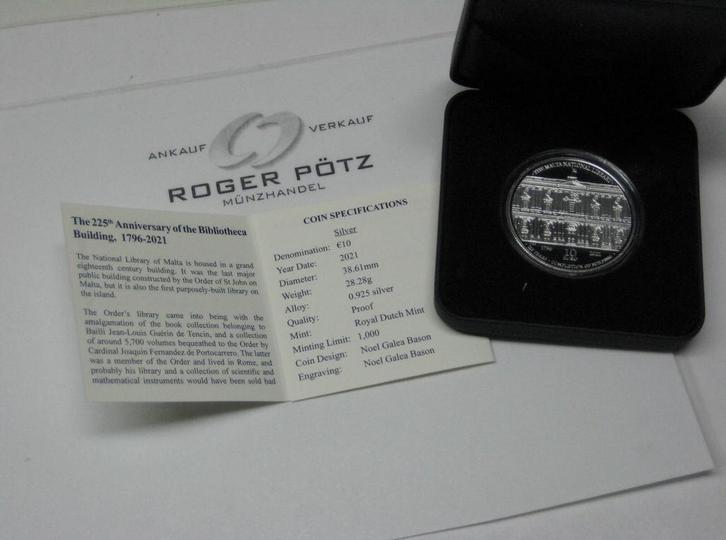 ANKAUF VERKAUF
ROGER PÖTZ
MÜNZHANDEL
The 225th Anniversary of the Bibliotheca
Building, 1796-2021
The National Library of Malta is housed in a grand
eighteenth century building. It was the last major
public building constructed by the Order of St John on
Malta, but it is also the first purposely-built library on
the island.
The Order's library came into being with the
amalgamation of the book collection belonging to
Bailli Jean-Louis Guérin de Tencin, and a collection
of around 5,700 volumes bequeathed to the Order by
Cardinal Joaquin Fernandez de Portocarrero. The latter
was a member of the Order and lived in Rome, and
probably his library and a collection of scientific and
mathematical instruments would have been sold had
COIN SPECIFICATIONS
Silver
Denomination: €10
Year Date: 2021
Diameter: 38.61mm
Weight: 28.28g
Alloy: 0.925 silver
Quality: Proof
Mint: Royal Dutch Mint
Minting Limit: 1,000
Coin Design: Noel Galea Bason
Engraving: Noel Galea Bason
THE MALTA NATIONAL LIBRARY
1796 10
COMPLETION OF BUILDING